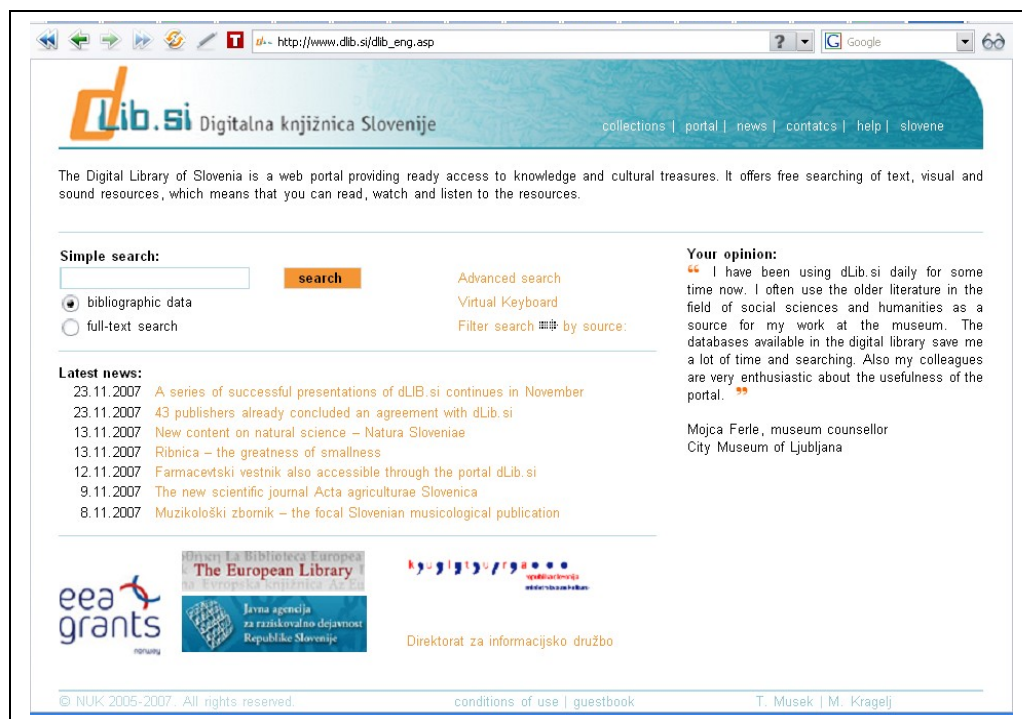 http://www.dlib.si/dlib_eng.asp
? Google
dLib.si Digitalna knjižnica Slovenije
collections | portal | news | contatcs | help | slovene
The Digital Library of Slovenia is a web portal providing ready access to knowledge and cultural treasures. It offers free searching of text, visual and
sound resources, which means that you can read, watch and listen to the resources.
Simple search:
search
Advanced search
bibliographic data
Virtual Keyboard
full-text search
Filter search by source:
Latest news:
23.11.2007 A series of successful presentations of dLIB.si continues in November
23.11.2007 43 publishers already concluded an agreement with dLib.si
13.11.2007 New content on natural science – Natura Sloveniae
13.11.2007 Ribnica – the greatness of smallness
12.11.2007 Farmacevtski vestnik also accessible through the portal dLib.si
9.11.2007 The new scientific journal Acta agriculturae Slovenica
8.11.2007 Muzikološki zbornik – the focal Slovenian musicological publication
Your opinion:
“ I have been using dLib.si daily for some
time now. I often use the older literature in the
field of social sciences and humanities as a
source for my work at the museum. The
databases available in the digital library save me
a lot of time and searching. Also my colleagues
are very enthusiastic about the usefulness of the
portal. ”
Mojca Ferle, museum counsellor
City Museum of Ljubljana
eea
grants
norway
La Biblioteca Europea
The European Library
Evropska knjižnica
Javna agencija
za raziskovalno dejavnost
Republike Slovenije
republika slovenija
ministrstvo za kulturo
Direktorat za informacijsko družbo
© NUK 2005-2007. All rights reserved.
conditions of use | guestbook
T. Musek | M. Kragelj